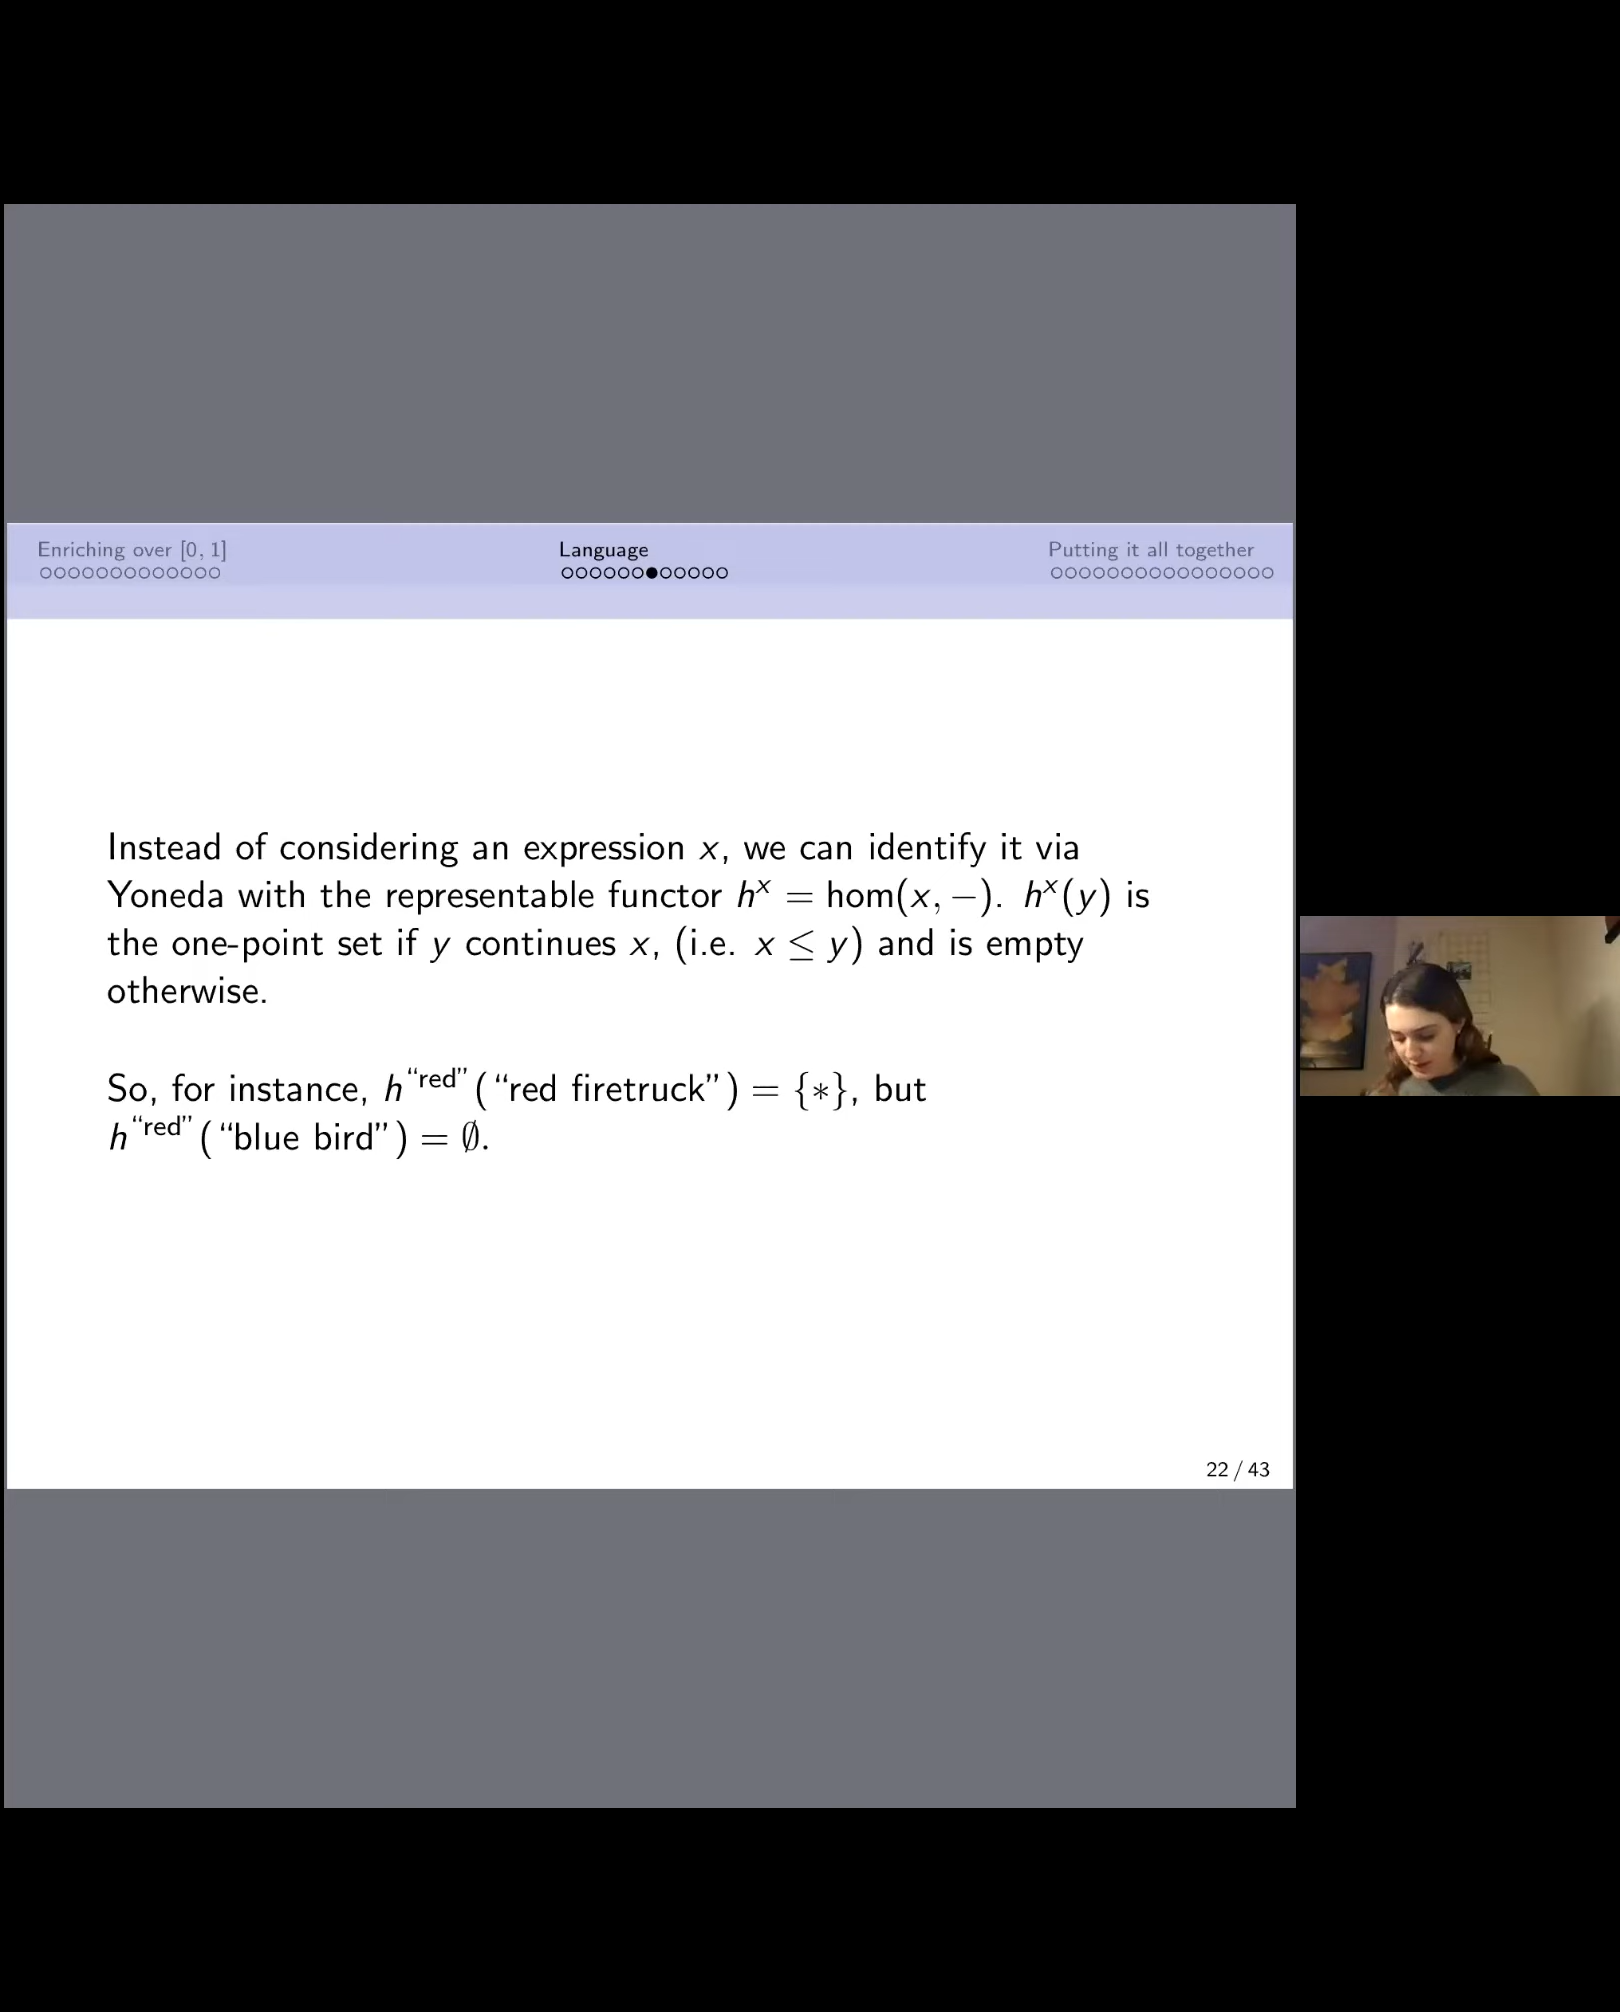 Enriching over [0, 1]
Language
Putting it all together
Instead of considering an expression x, we can identify it via
Yoneda with the representable functor hˣ = hom(x, −). hˣ(y) is
the one-point set if y continues x, (i.e. x ≤ y) and is empty
otherwise.
So, for instance, h^“red” (“red firetruck”) = {∗}, but
h^“red” (“blue bird”) = ∅.
22 / 43